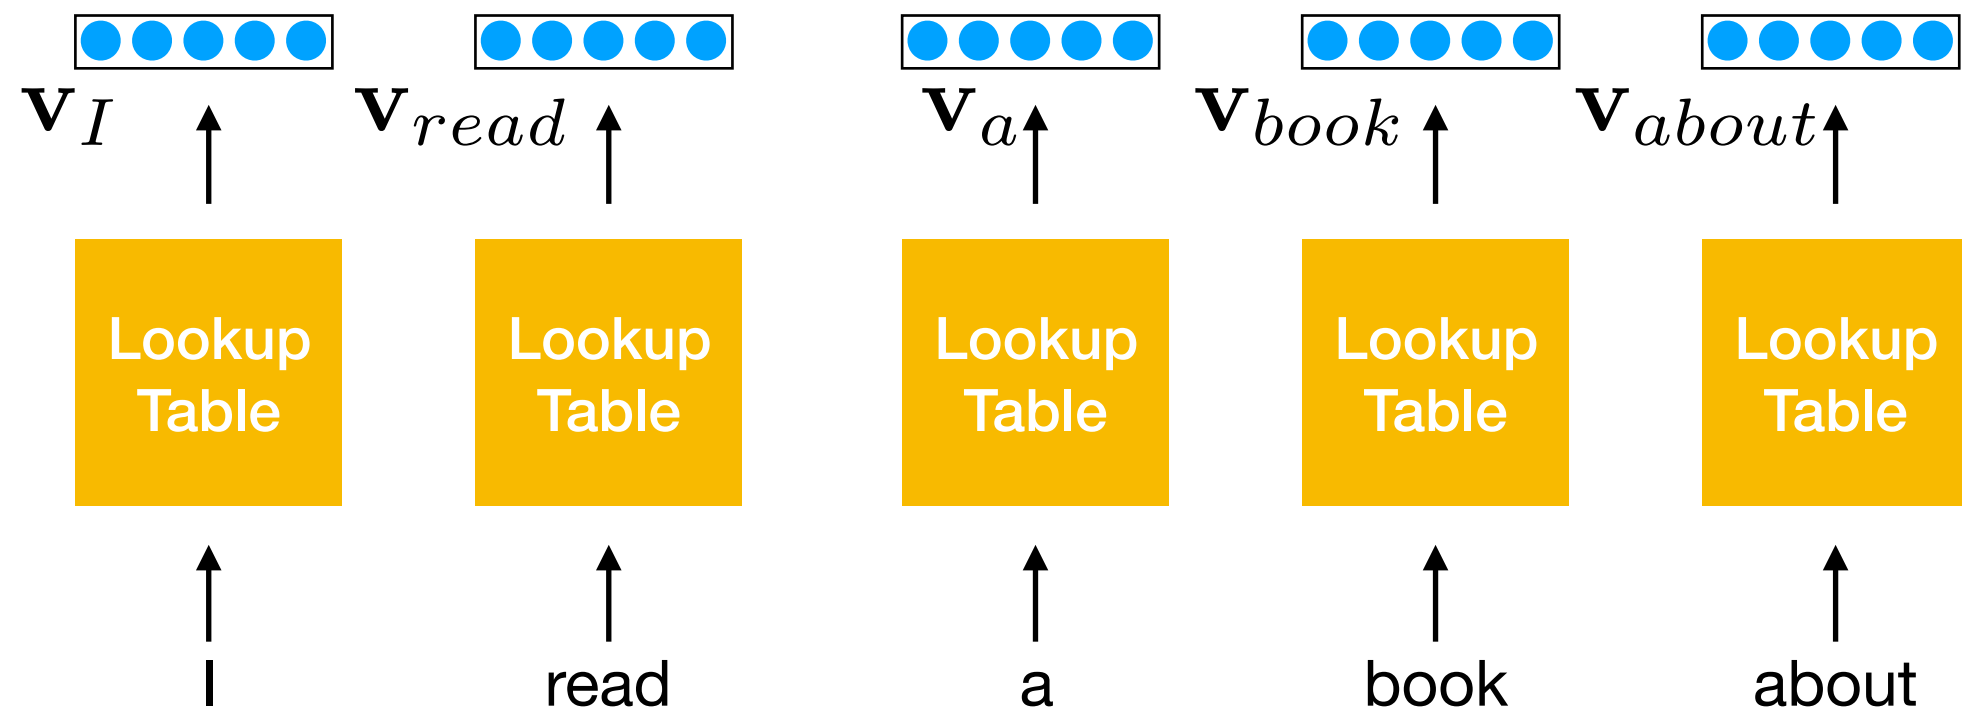 v_I v_read v_a v_book v_about
Lookup Lookup Lookup Lookup Lookup
Table Table Table Table Table
I read a book about